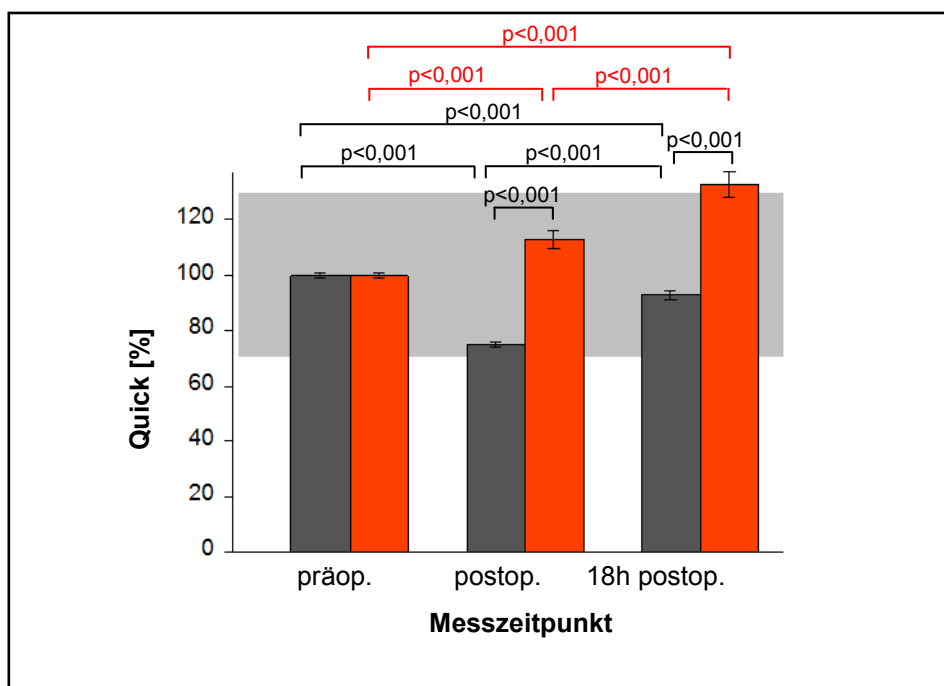 p<0,001
p<0,001 p<0,001
p<0,001
p<0,001
p<0,001 p<0,001
p<0,001
120
100
80
60
40
20
0
Quick [%]
präop. postop. 18h postop.
Messzeitpunkt